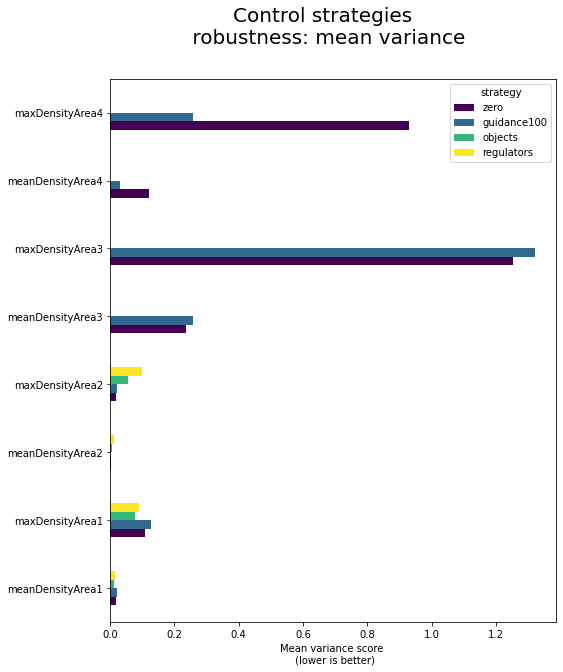 Control strategies
robustness: mean variance
strategy
zero
guidance100
objects
regulators
maxDensityArea4
meanDensityArea4
maxDensityArea3
meanDensityArea3
maxDensityArea2
meanDensityArea2
maxDensityArea1
meanDensityArea1
0.0 0.2 0.4 0.6 0.8 1.0 1.2
Mean variance score
(lower is better)